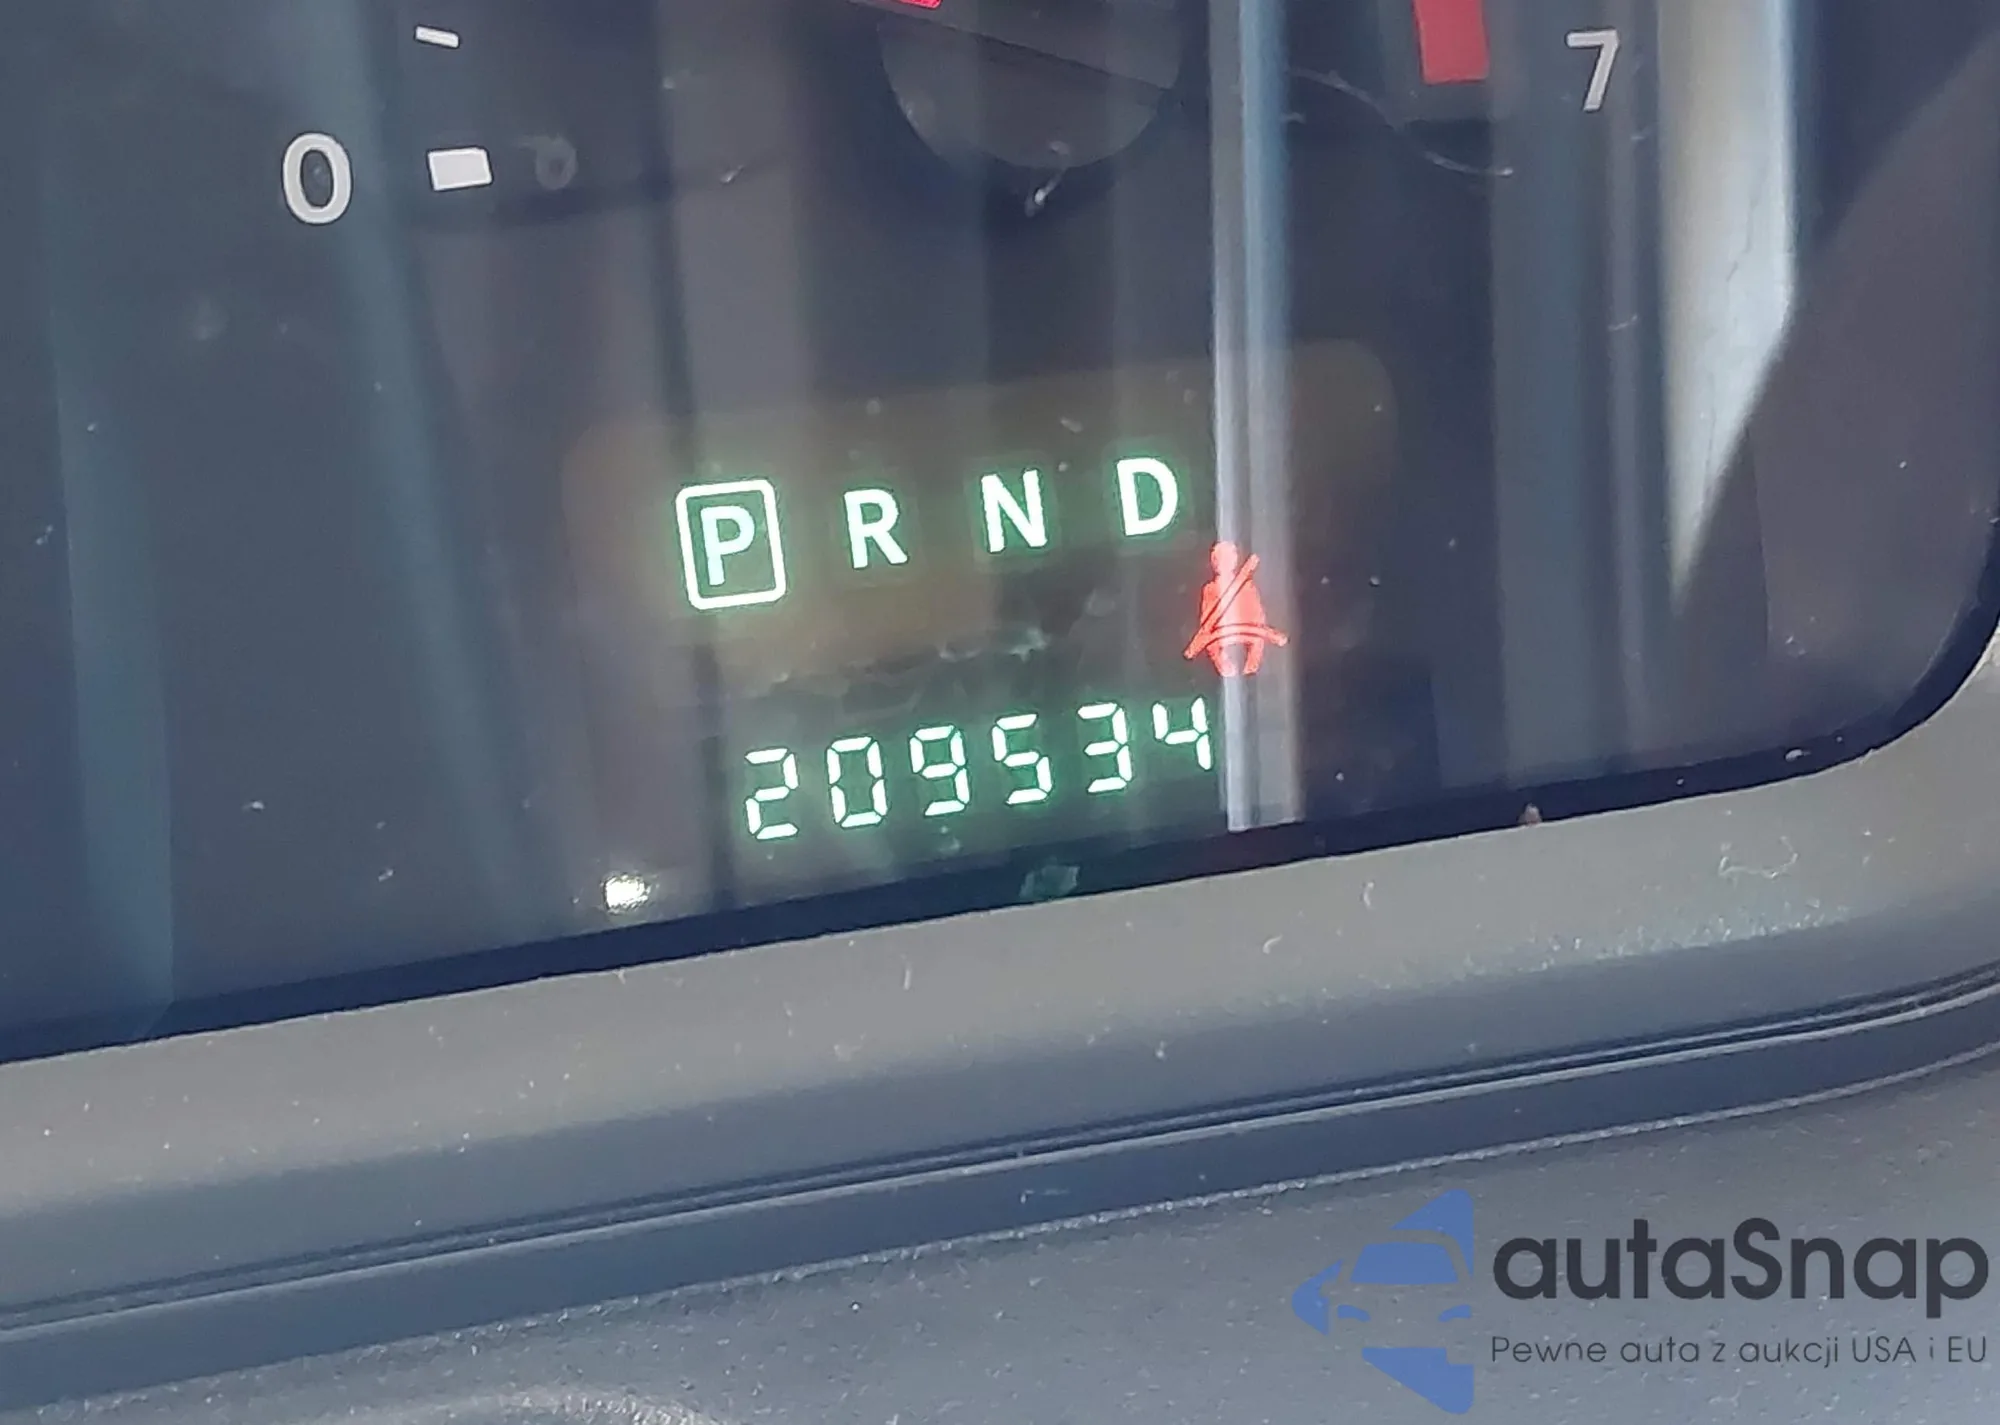 0
7
P R N D
209534
autaSnap
Pewne auta z aukcji USA i EU